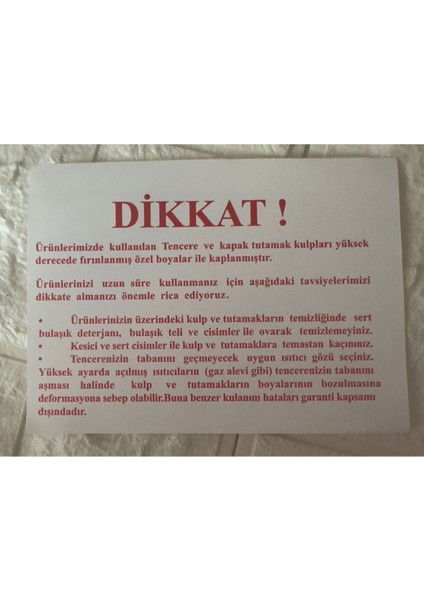 DİKKAT !
Ürünlerimizde kullanılan Tencere ve kapak tutamak kulpları yüksek
derecede fırınlanmış özel boyalar ile kaplanmıştır.
Ürünlerinizi uzun süre kullanmanız için aşağıdaki tavsiyelerimizi
dikkate almanızı önemle rica ediyoruz.
• Ürünlerinizin üzerindeki kulp ve tutamakların temizliğinde sert
bulaşık deterjanı, bulaşık teli ve cisimler ile ovarak temizlemeyiniz.
• Kesici ve sert cisimler ile kulp ve tutamaklara temastan kaçınınız.
• Tencerenizin tabanını geçmeyecek uygun ısıtıcı gözü seçiniz.
Yüksek ayarda açılmış ısıtıcıların (gaz alevi gibi) tencerenizin tabanını
aşması halinde kulp ve tutamakların boyalarının bozulmasına
deformasyona sebep olabilir.Buna benzer kulanım hataları garanti kapsamı
dışındadır.